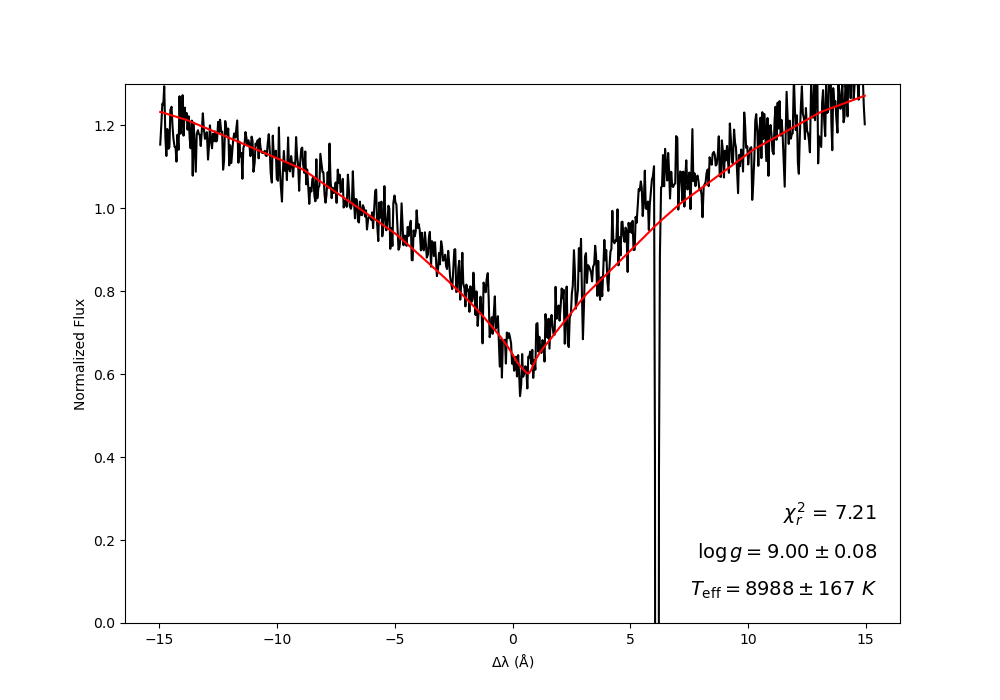 1.2
1.0
0.8
0.6
0.4
0.2
0.0
Normalized Flux
χ²ᵣ = 7.21
log g = 9.00 ± 0.08
T_eff = 8988 ± 167 K
−15 −10 −5 0 5 10 15
Δλ (Å)